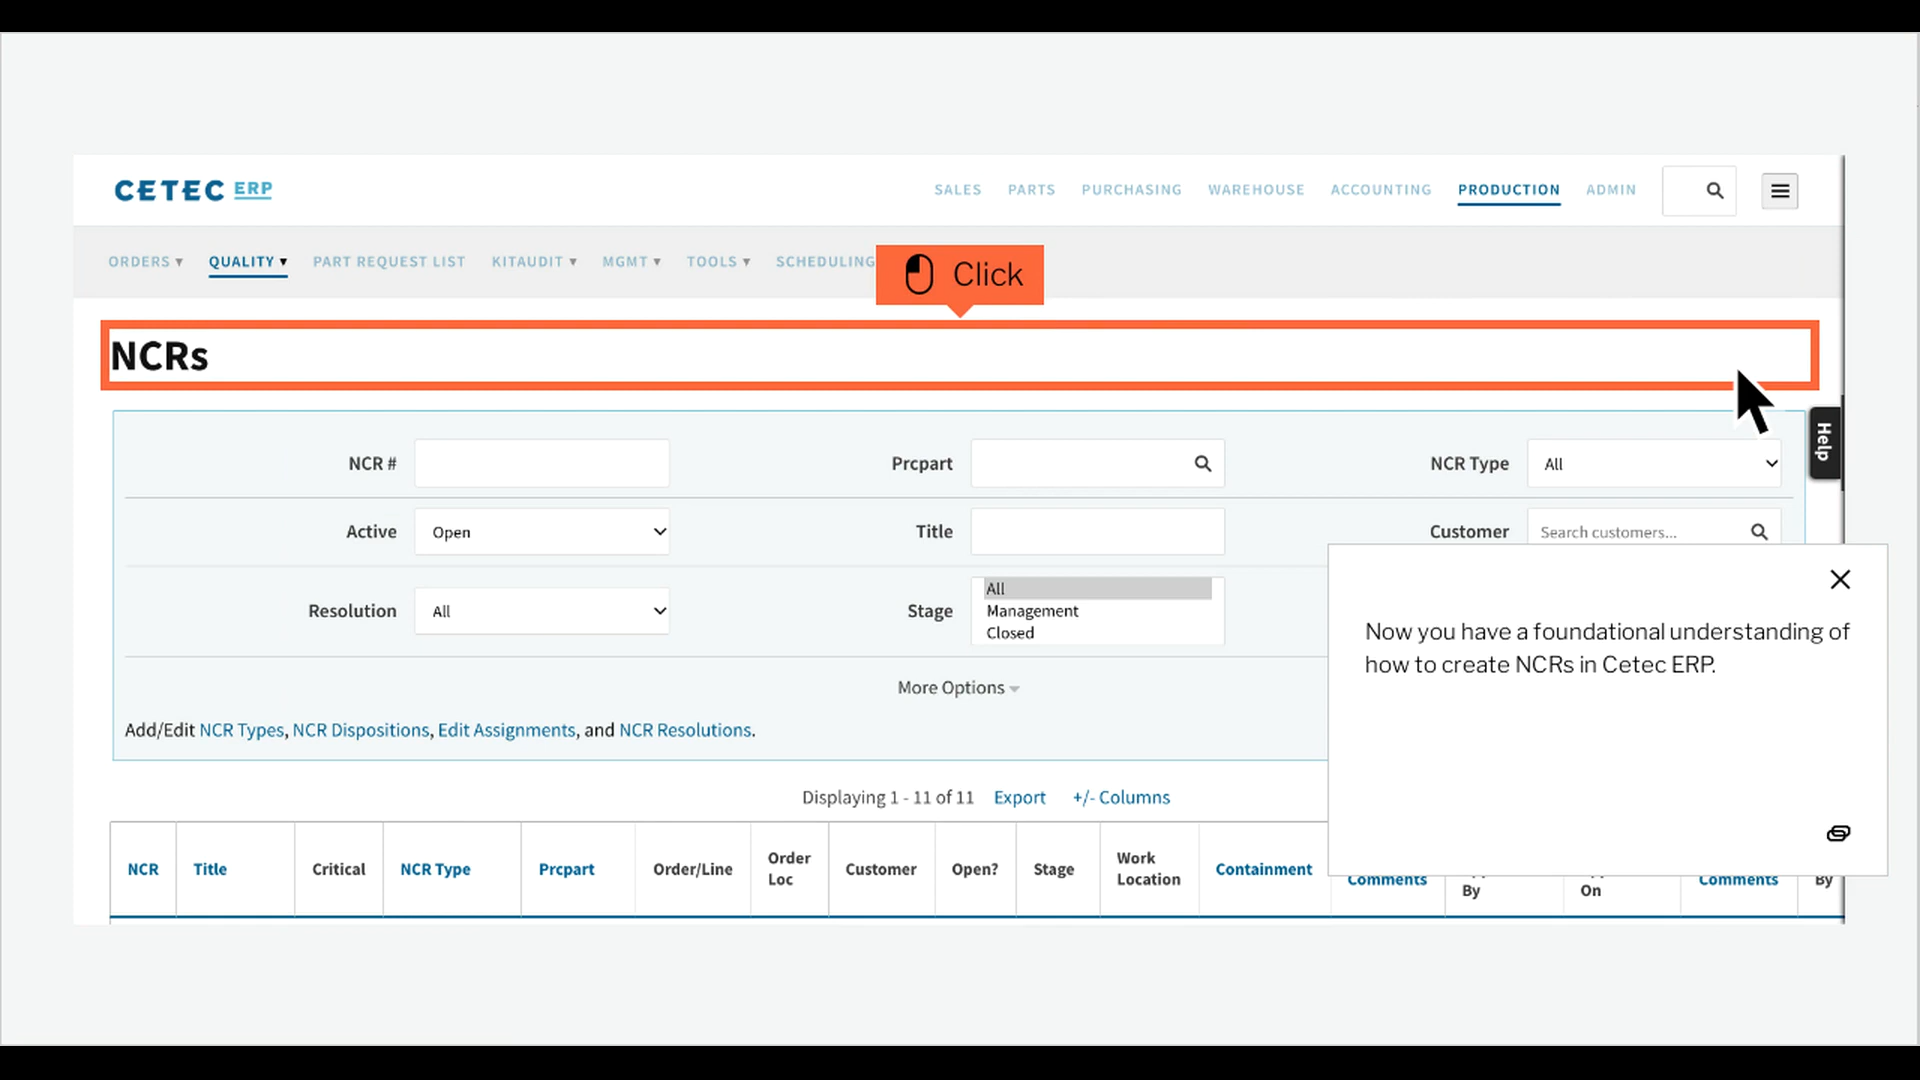 CETEC ERP
SALES PARTS PURCHASING WAREHOUSE ACCOUNTING PRODUCTION ADMIN
ORDERS QUALITY PART REQUEST LIST KITAUDIT MGMT TOOLS SCHEDULING
Click
NCRs
Help
NCR # Prcpart NCR Type All
Active Open Title Customer Search customers...
Resolution All Stage All
Management
Closed
Now you have a foundational understanding of
how to create NCRs in Cetec ERP.
More Options
Add/Edit NCR Types, NCR Dispositions, Edit Assignments, and NCR Resolutions.
Displaying 1 - 11 of 11 Export +/- Columns
NCR Title Critical NCR Type Prcpart Order/Line Order Loc Customer Open? Stage Work Location Containment Comments By On Comments By